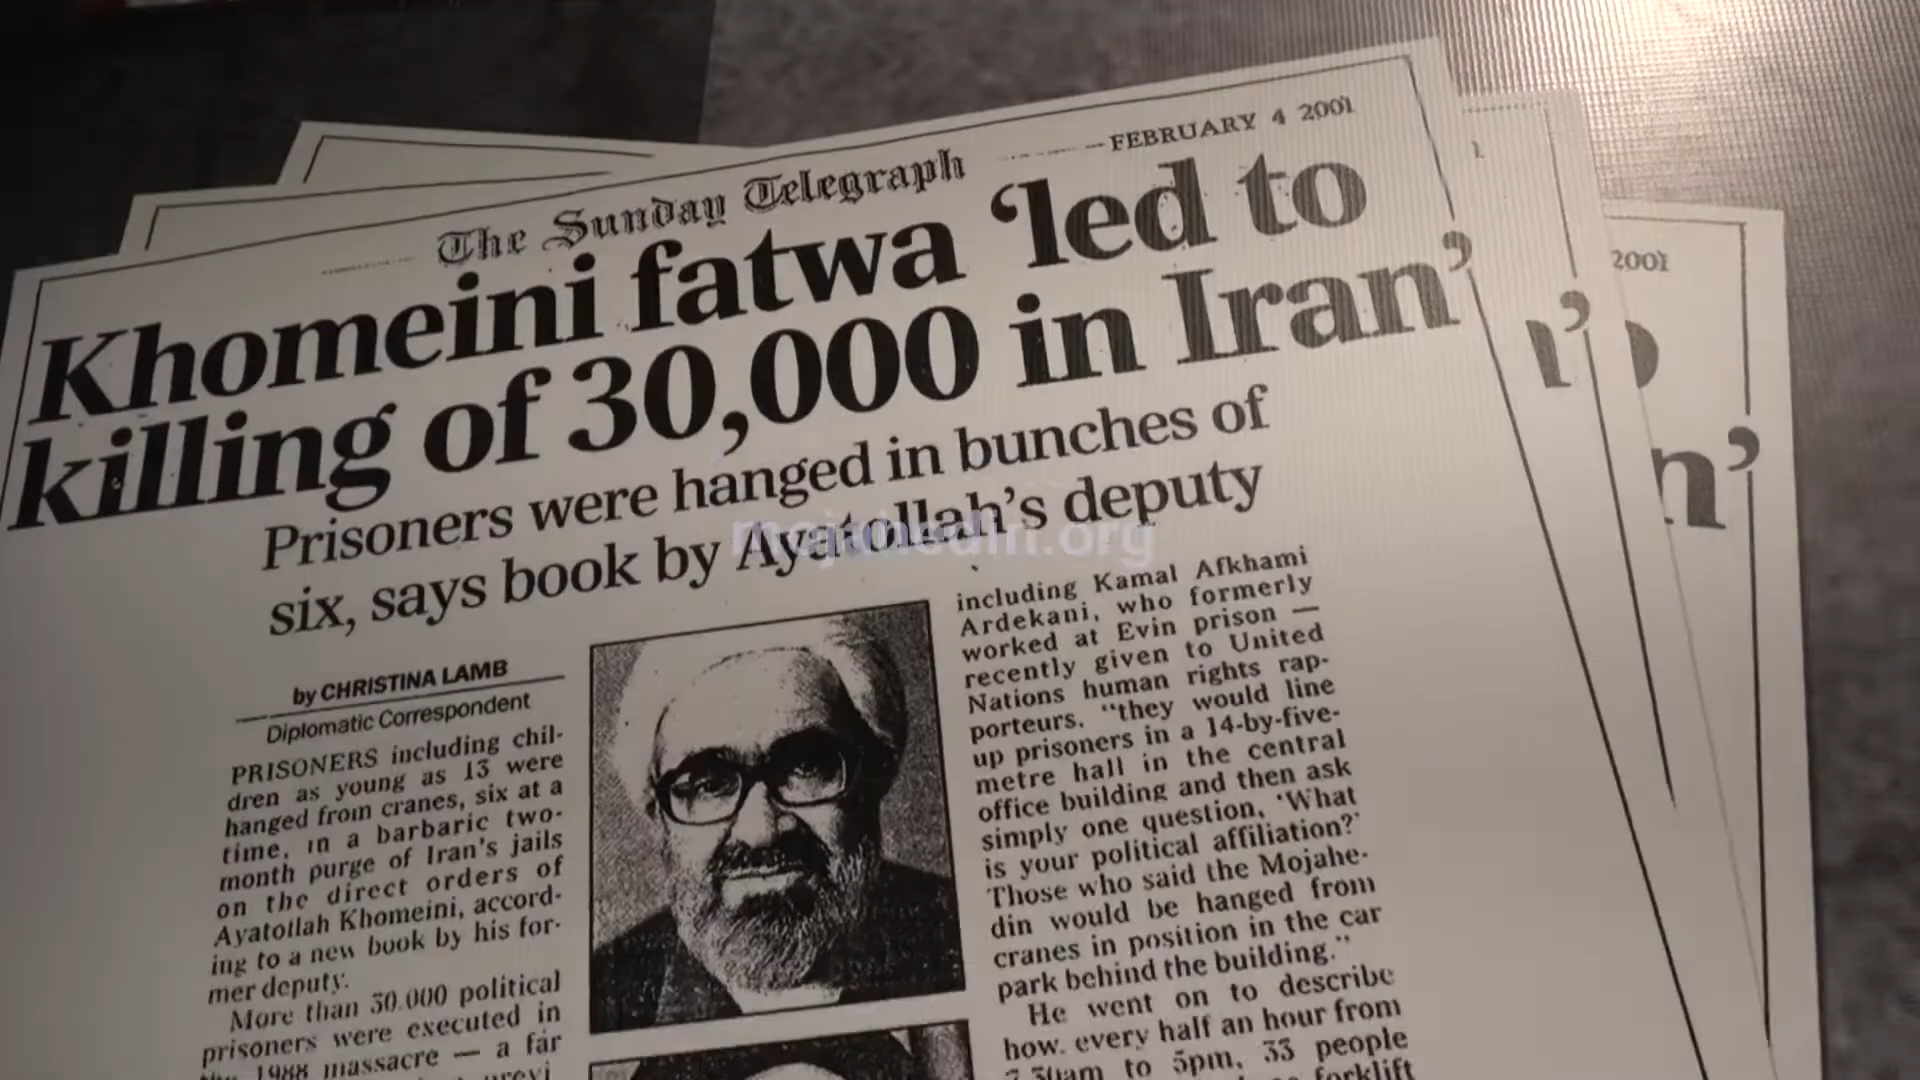 The Sunday Telegraph
FEBRUARY 4 2001
Khomeini fatwa ‘led to
killing of 30,000 in Iran’
Prisoners were hanged in bunches of
six, says book by Ayatollah’s deputy
mojahedin.org
by CHRISTINA LAMB
Diplomatic Correspondent
PRISONERS including chil-
dren as young as 13 were
hanged from cranes, six at a
time, in a barbaric two-
month purge of Iran’s jails
on the direct orders of
Ayatollah Khomeini, accord-
ing to a new book by his for-
mer deputy.
More than 30.000 political
prisoners were executed in
the 1988 massacre — a far
including Kamal Afkhami
Ardekani, who formerly
worked at Evin prison —
recently given to United
Nations human rights rap-
porteurs. “they would line
up prisoners in a 14-by-five-
metre hall in the central
office building and then ask
simply one question, ‘What
is your political affiliation?’
Those who said the Mojahe-
din would be hanged from
cranes in position in the car
park behind the building.”
He went on to describe
how. every half an hour from
7.30am to 5pm, 33 people
forklift
2001
n’